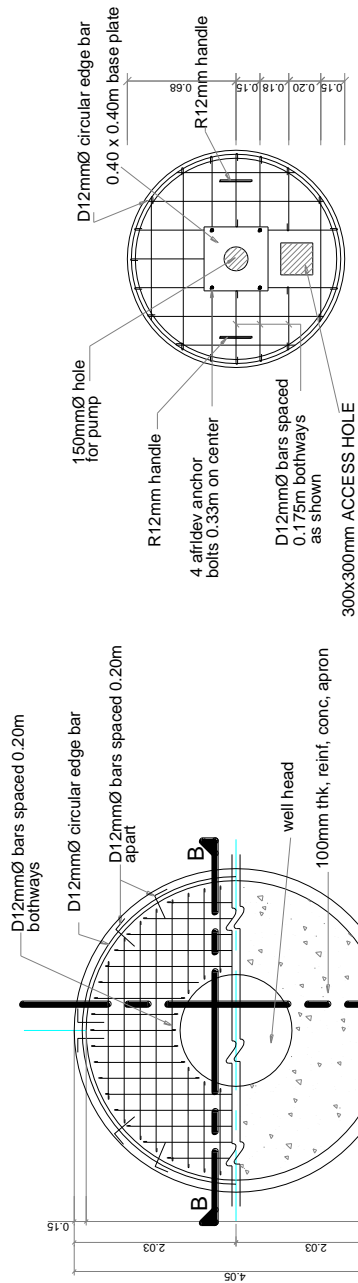 D12mmØ circular edge bar
0.40 x 0.40m base plate
150mmØ hole
for pump
R12mm handle
R12mm handle
4 afrldev anchor
bolts 0.33m on center
D12mmØ bars spaced
0.175m bothways
as shown
300x300mm ACCESS HOLE
0.68
0.15
0.18
0.20
0.15
D12mmØ bars spaced 0.20m
bothways
D12mmØ circular edge bar
D12mmØ bars spaced 0.20m
apart
B
B
well head
100mm thk, reinf, conc, apron
0.15
2.03
2.03
4.05